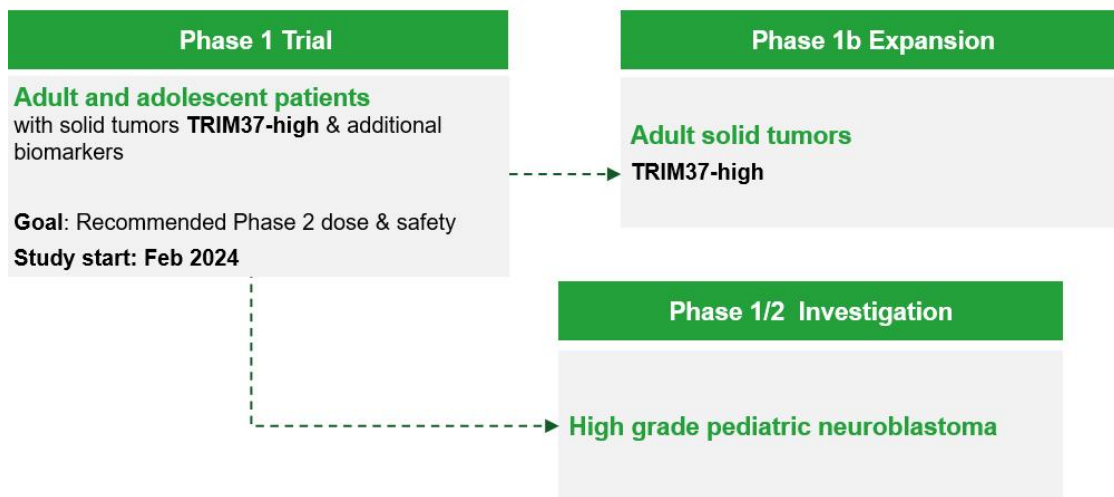 Phase 1 Trial
Adult and adolescent patients
with solid tumors TRIM37-high & additional
biomarkers
Goal: Recommended Phase 2 dose & safety
Study start: Feb 2024
Phase 1b Expansion
Adult solid tumors
TRIM37-high
Phase 1/2 Investigation
High grade pediatric neuroblastoma